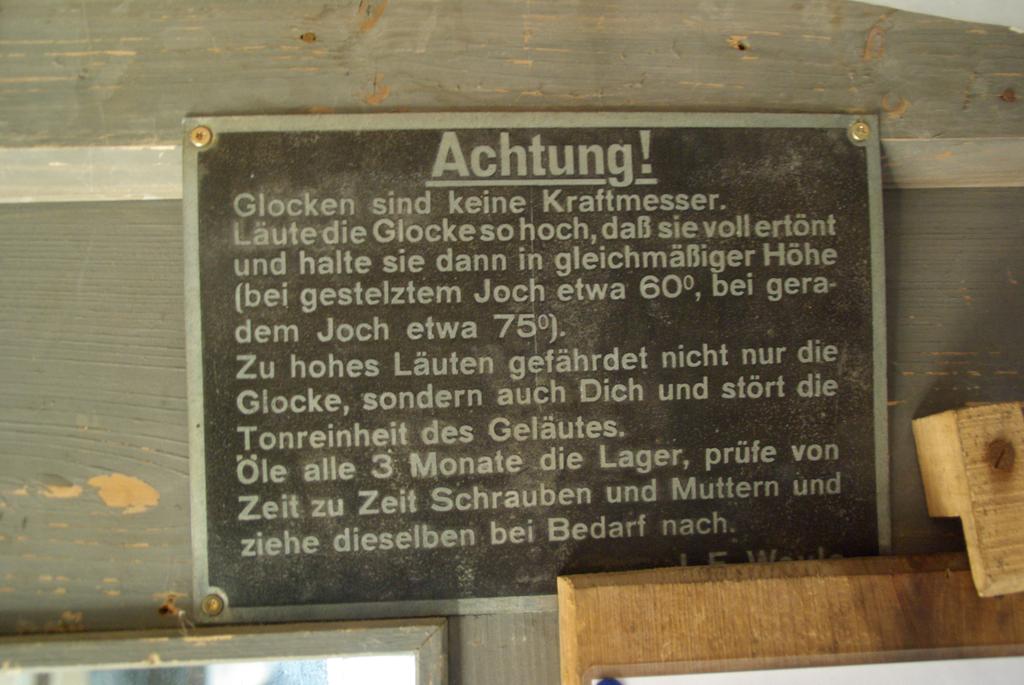 Achtung!
Glocken sind keine Kraftmesser.
Läute die Glocke so hoch, daß sie voll ertönt
und halte sie dann in gleichmäßiger Höhe
(bei gestelztem Joch etwa 60⁰, bei gera-
dem Joch etwa 75⁰).
Zu hohes Läuten gefährdet nicht nur die
Glocke, sondern auch Dich und stört die
Tonreinheit des Geläutes.
Öle alle 3 Monate die Lager, prüfe von
Zeit zu Zeit Schrauben und Muttern und
ziehe dieselben bei Bedarf nach.